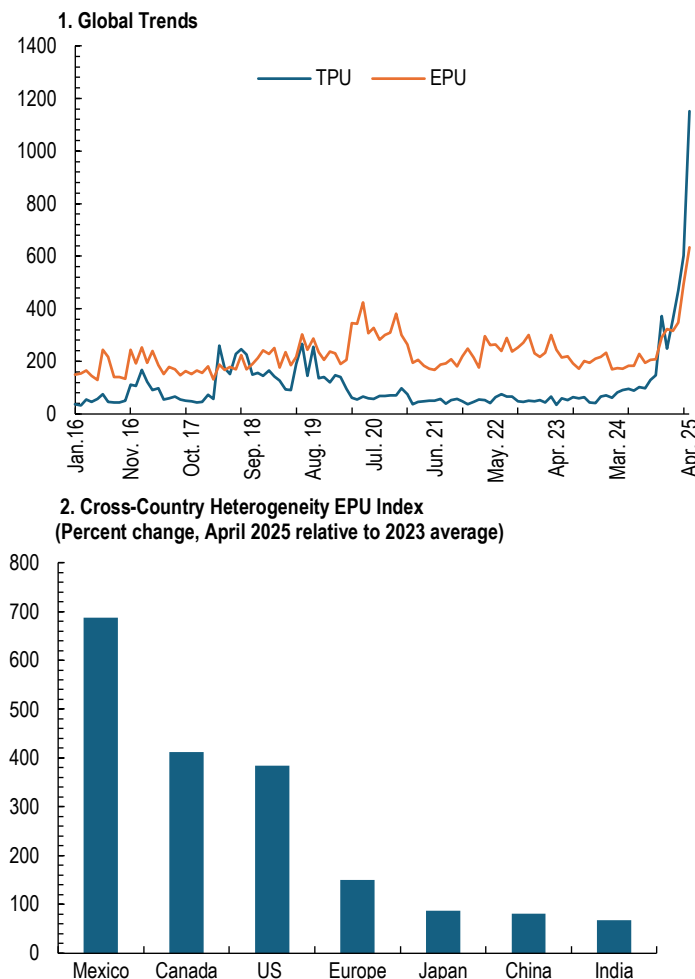 1. Global Trends
1400
1200
1000
800
600
400
200
0
TPU EPU
Jan. 16 Nov. 16 Oct. 17 Sep. 18 Aug. 19 Jul. 20 Jun. 21 May. 22 Apr. 23 Mar. 24 Apr. 25
2. Cross-Country Heterogeneity EPU Index
(Percent change, April 2025 relative to 2023 average)
800
700
600
500
400
300
200
100
0
Mexico Canada US Europe Japan China India